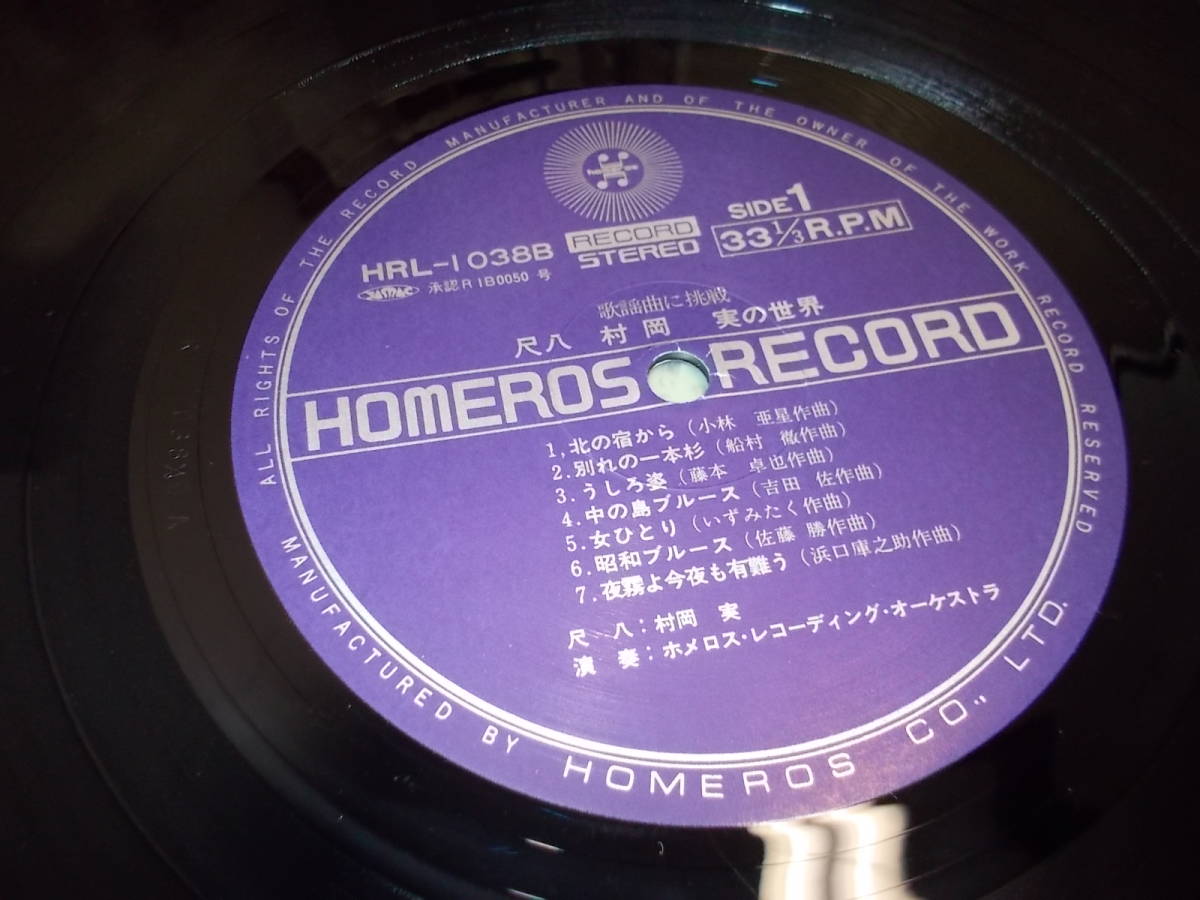 ALL RIGHTS OF THE RECORD MANUFACTURER AND OF THE OWNER OF THE WORK RECORD RESERVED
SIDE 1
33 1/3 R.P.M
RECORD
STEREO
HRL-1038B
JASRAC 承認RIB0050 号
歌謡曲に挑戦
尺八 村岡 実の世界
HOMEROS RECORD
1,北の宿から(小林 亜星作曲)
2.別れの一本杉(船村 徹作曲)
3.うしろ姿(藤本 卓也作曲)
4.中の島ブルース(吉田 佐作曲)
5.女ひとり(いずみたく作曲)
6.昭和ブルース(佐藤 勝作曲)
7.夜霧よ今夜も有難う(浜口庫之助作曲)
尺 八:村岡 実
演 奏:ホメロス・レコーディング・オーケストラ
MANUFACTURED BY HOMEROS CO,, LTD.